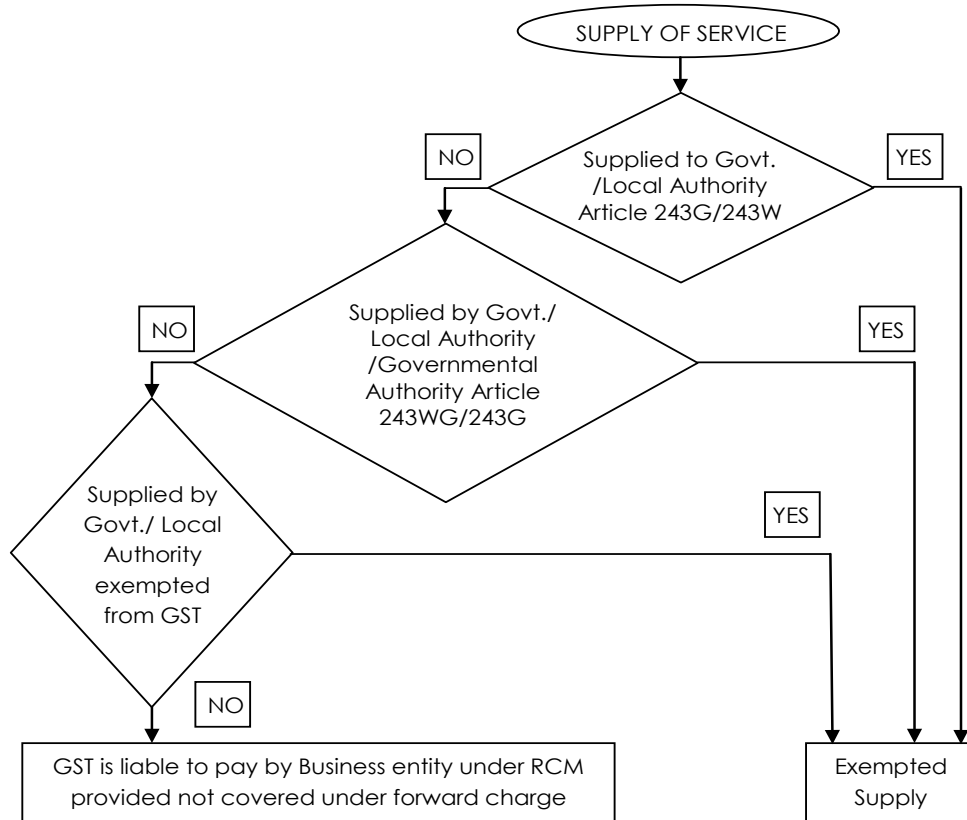 SUPPLY OF SERVICE
NO
Supplied to Govt.
/Local Authority
Article 243G/243W
YES
NO
Supplied by Govt./
Local Authority
/Governmental
Authority Article
243WG/243G
YES
Supplied by
Govt./ Local
Authority
exempted
from GST
YES
NO
GST is liable to pay by Business entity under RCM
provided not covered under forward charge
Exempted
Supply